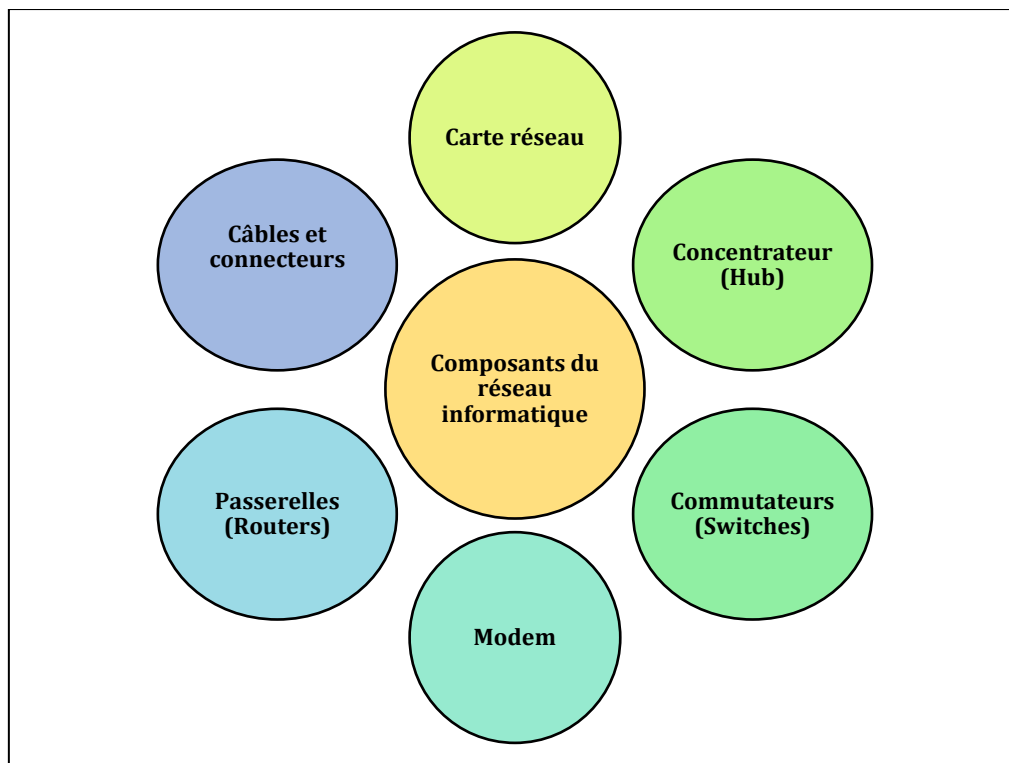 Carte réseau
Câbles et
connecteurs
Concentrateur
(Hub)
Composants du
réseau
informatique
Passerelles
(Routers)
Commutateurs
(Switches)
Modem